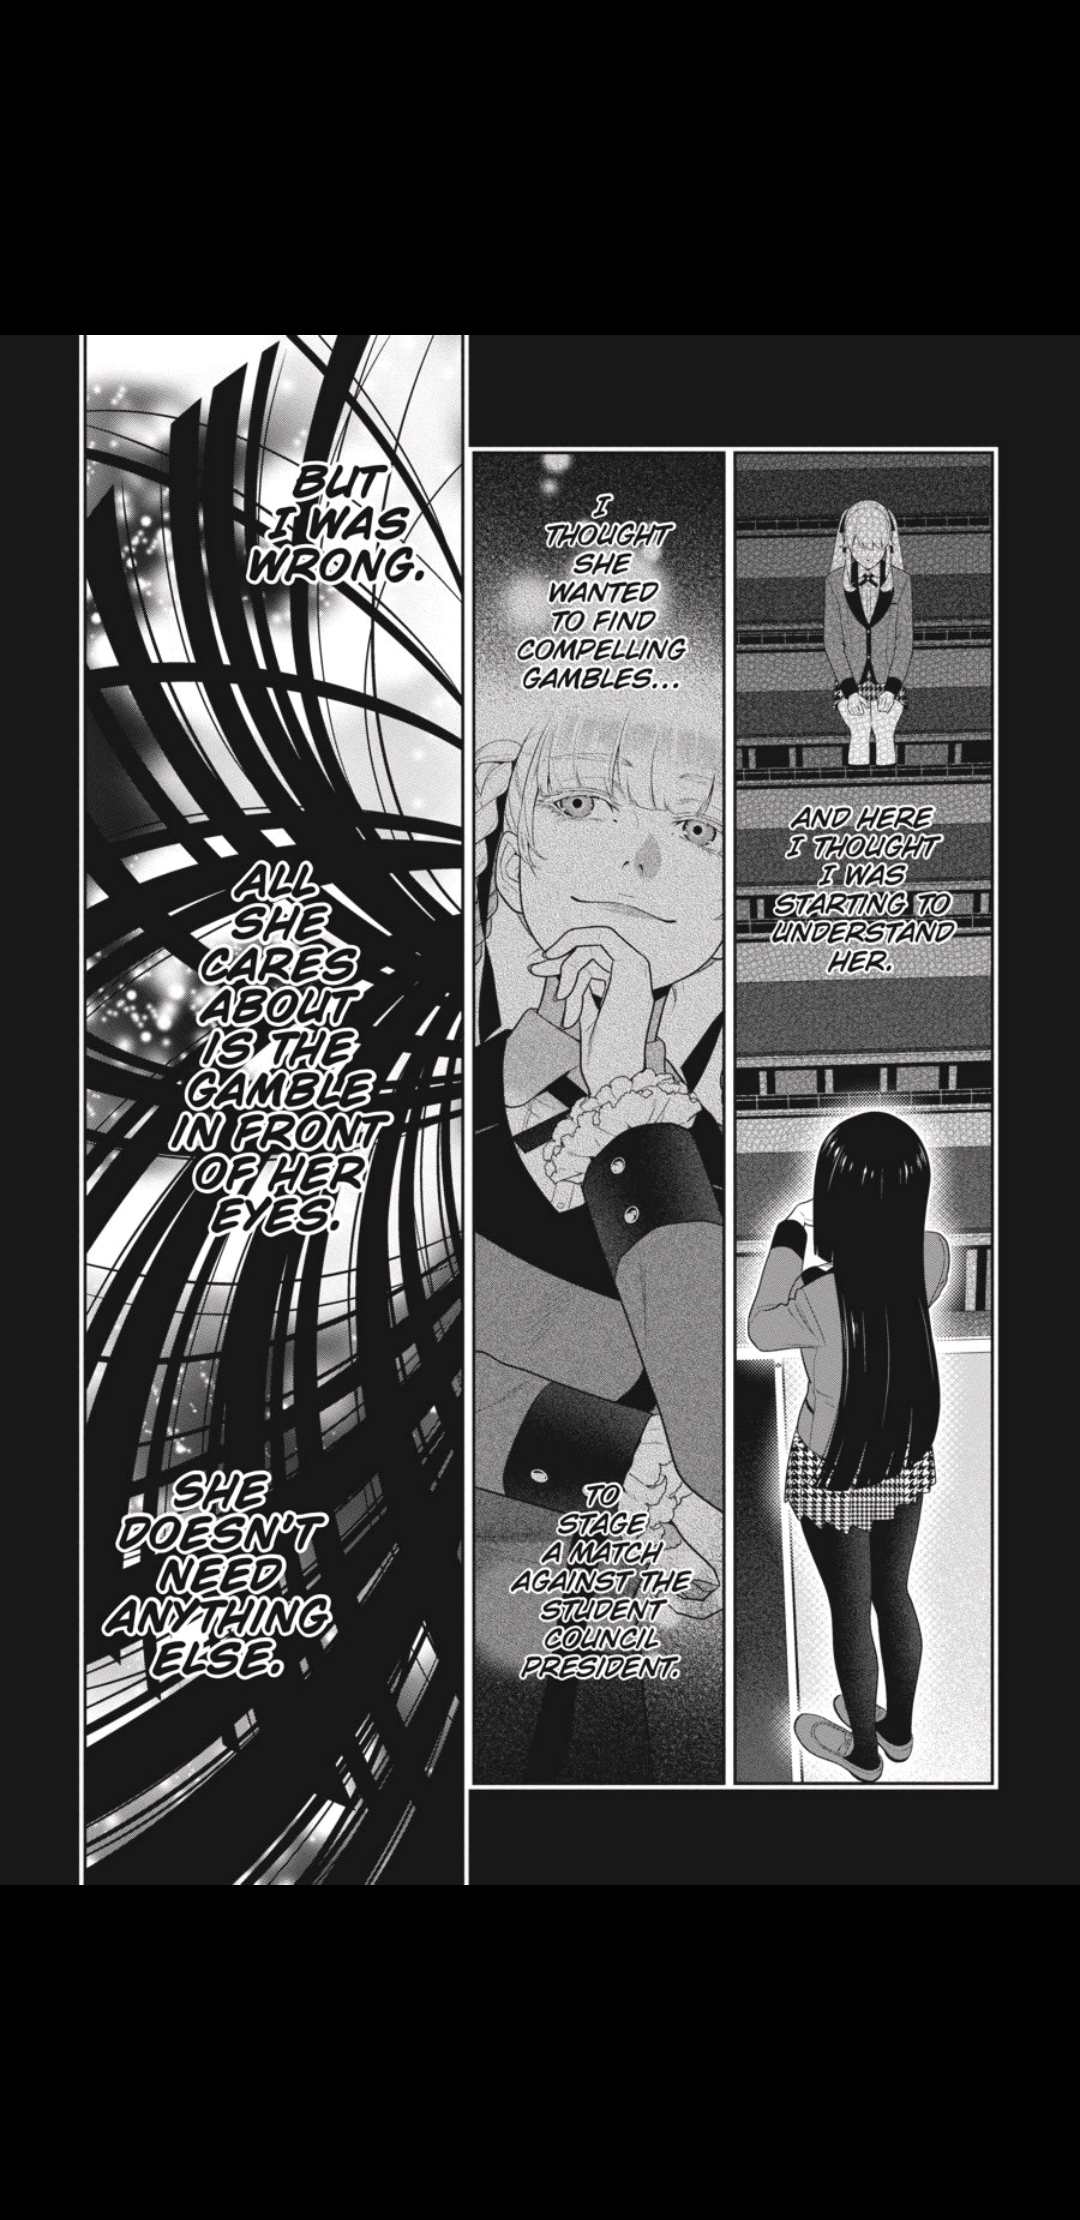 AND HERE
I THOUGHT
I WAS
STARTING TO
UNDERSTAND
HER.
I
THOUGHT
SHE
WANTED
TO FIND
COMPELLING
GAMBLES...
TO
STAGE
A MATCH
AGAINST THE
STUDENT
COUNCIL
PRESIDENT.
BUT
I WAS
WRONG.
ALL
SHE
CARES
ABOUT
IS THE
GAMBLE
IN FRONT
OF HER
EYES.
SHE
DOESN'T
NEED
ANYTHING
ELSE.